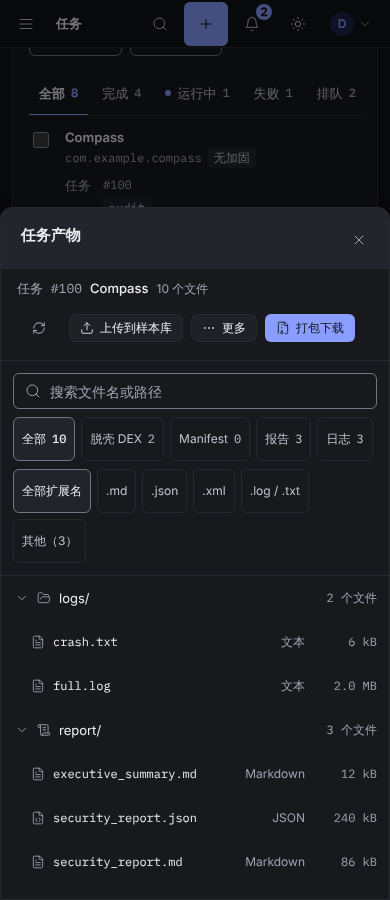 任务
2
D
全部 8 完成 4 运行中 1 失败 1 排队 2
Compass
com.example.compass 无加固
任务 #100
audit
任务产物
任务 #100 Compass 10 个文件
上传到样本库 更多 打包下载
搜索文件名或路径
全部 10 脱壳 DEX 2 Manifest 0 报告 3 日志 3
全部扩展名 .md .json .xml .log / .txt
其他（3）
logs/ 2 个文件
crash.txt 文本 6 kB
full.log 文本 2.0 MB
report/ 3 个文件
executive_summary.md Markdown 12 kB
security_report.json JSON 240 kB
security_report.md Markdown 86 kB